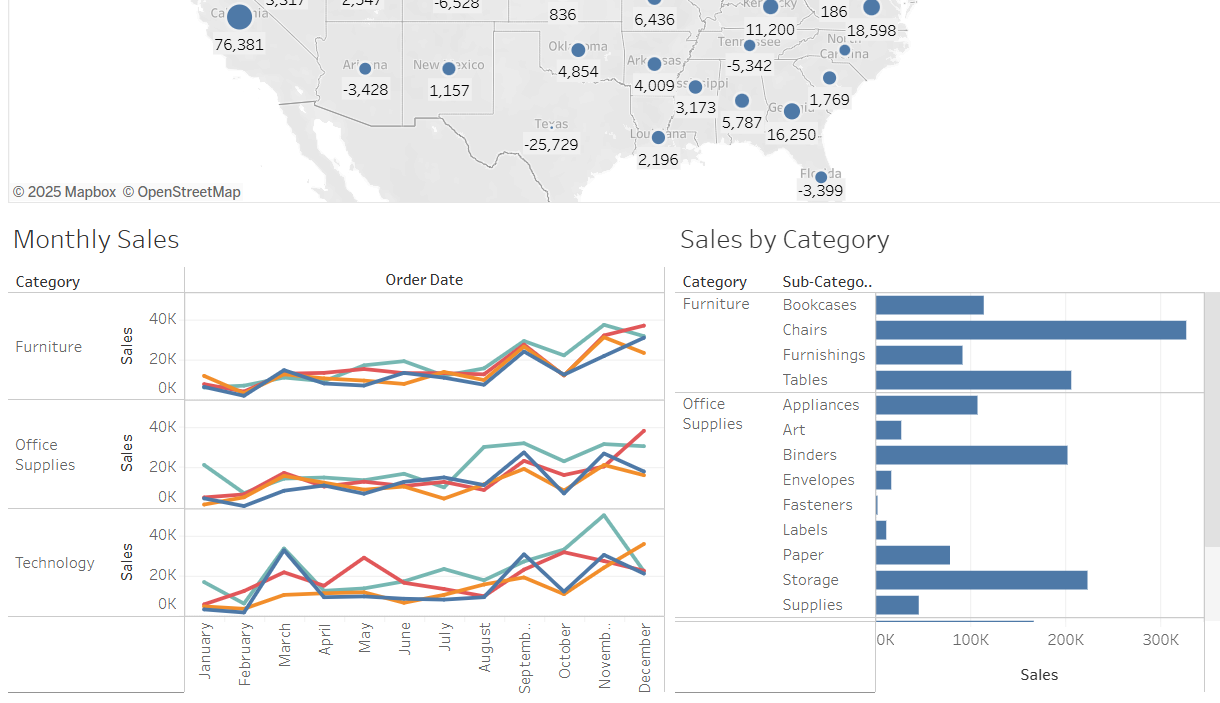 3,317 2,547 -6,528
836
6,436
Kentucky
11,200
186
18,598
California
76,381
Oklahoma
4,854
Tennessee
-5,342
North
Carolina
Arizona
-3,428
New Mexico
1,157
Arkansas
4,009
3,173
5,787
Georgia
16,250
1,769
Texas
-25,729
Louisiana
2,196
Florida
-3,399
© 2025 Mapbox © OpenStreetMap
Monthly Sales
Category
Order Date
Furniture
Sales
40K
20K
0K
Office
Supplies
Sales
40K
20K
0K
Technology
Sales
40K
20K
0K
January
February
March
April
May
June
July
August
Septemb..
October
Novemb..
December
Sales by Category
Category Sub-Catego..
Furniture Bookcases
Chairs
Furnishings
Tables
Office
Supplies
Appliances
Art
Binders
Envelopes
Fasteners
Labels
Paper
Storage
Supplies
0K 100K 200K 300K
Sales